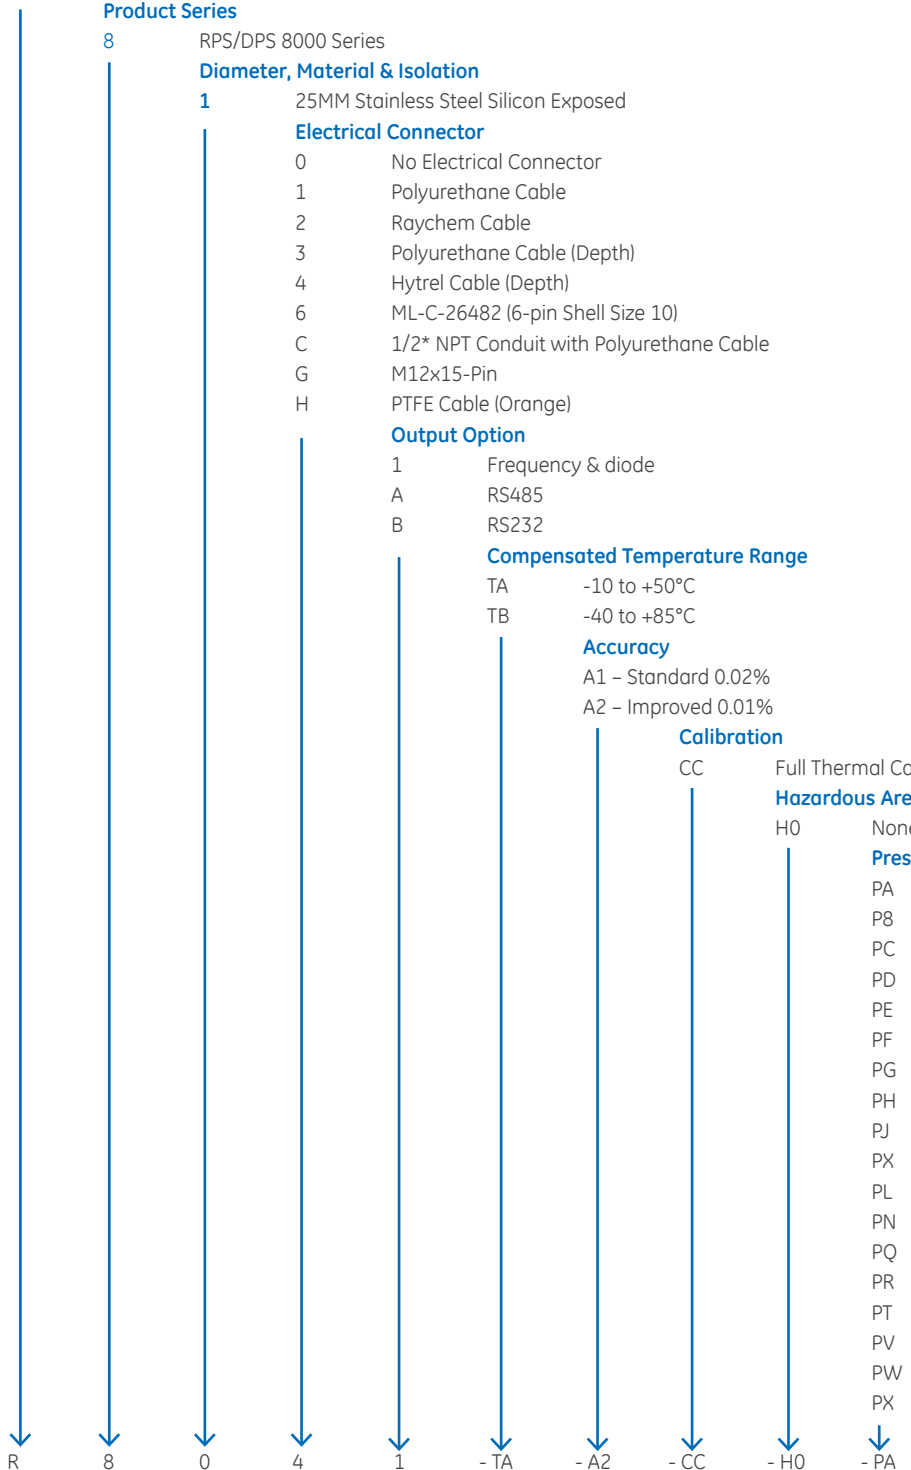 Product Series
8 RPS/DPS 8000 Series
Diameter, Material & Isolation
1 25MM Stainless Steel Silicon Exposed
Electrical Connector
0 No Electrical Connector
1 Polyurethane Cable
2 Raychem Cable
3 Polyurethane Cable (Depth)
4 Hytrel Cable (Depth)
6 ML-C-26482 (6-pin Shell Size 10)
C 1/2* NPT Conduit with Polyurethane Cable
G M12x15-Pin
H PTFE Cable (Orange)
Output Option
1 Frequency & diode
A RS485
B RS232
Compensated Temperature Range
TA -10 to +50°C
TB -40 to +85°C
Accuracy
A1 – Standard 0.02%
A2 – Improved 0.01%
Calibration
CC Full Thermal
Hazardous
H0
PA
P8
PC
PD
PE
PF
PG
PH
PJ
PX
PL
PN
PQ
PR
PT
PV
PW
PX
R 8 0 4 1 - TA - A2 - CC - H0 - PA